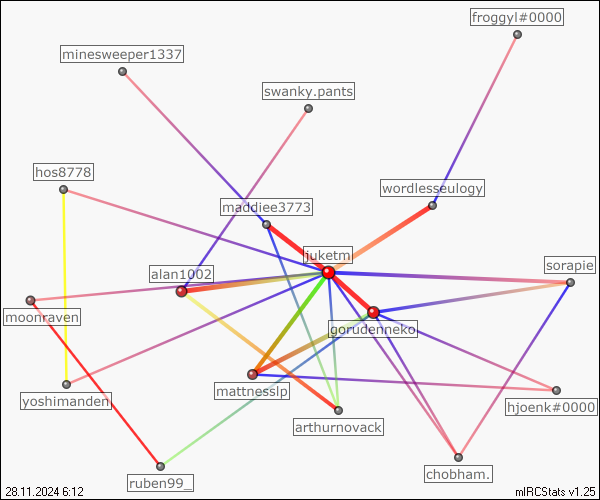 froggyl#0000
minesweeper1337
swanky.pants
hos8778
wordlesseulogy
maddiee3773
juketm
sorapie
alan1002
moonraven
gorudenneko
mattnesslp
yoshimanden
hjoenk#0000
arthurnovack
chobham.
ruben99_
28.11.2024 6:12
mIRCStats v1.25